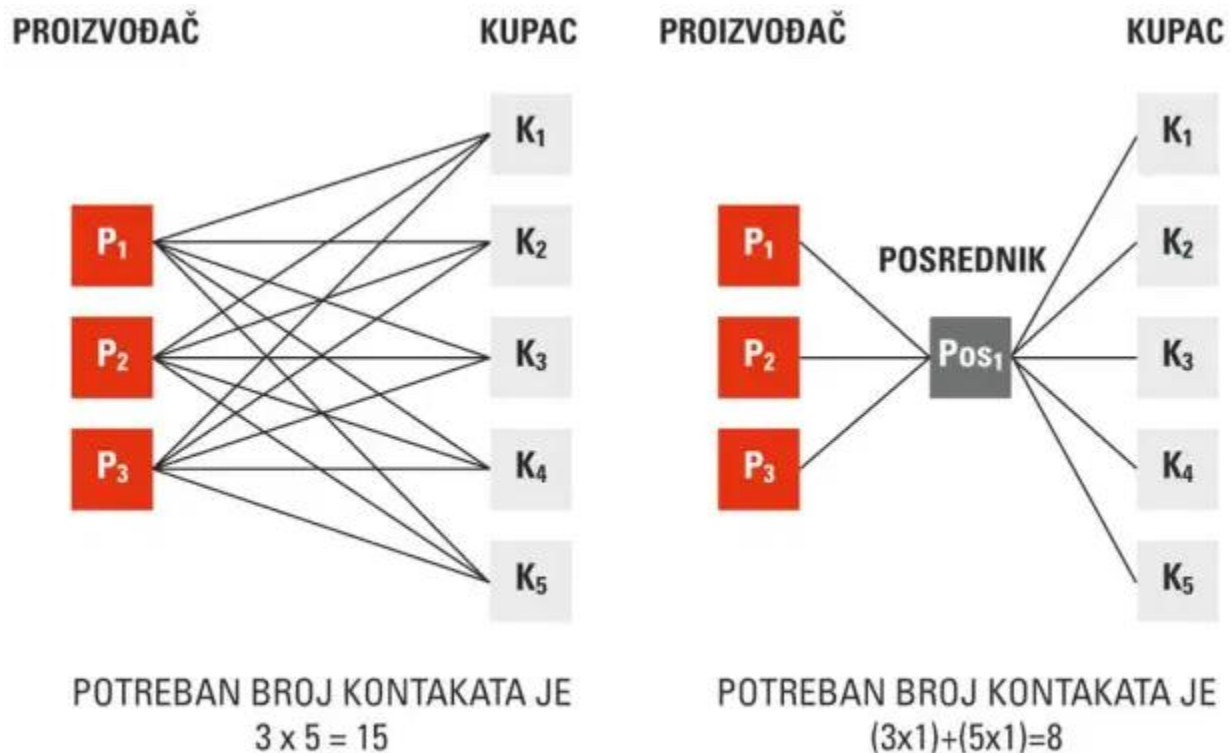 PROIZVOĐAČ
KUPAC
K₁
P₁
K₂
P₂
K₃
P₃
K₄
K₅
POTREBAN BROJ KONTAKATA JE
3 x 5 = 15
PROIZVOĐAČ
KUPAC
K₁
P₁
K₂
POSREDNIK
P₂
Pos₁
K₃
P₃
K₄
K₅
POTREBAN BROJ KONTAKATA JE
(3x1)+(5x1)=8